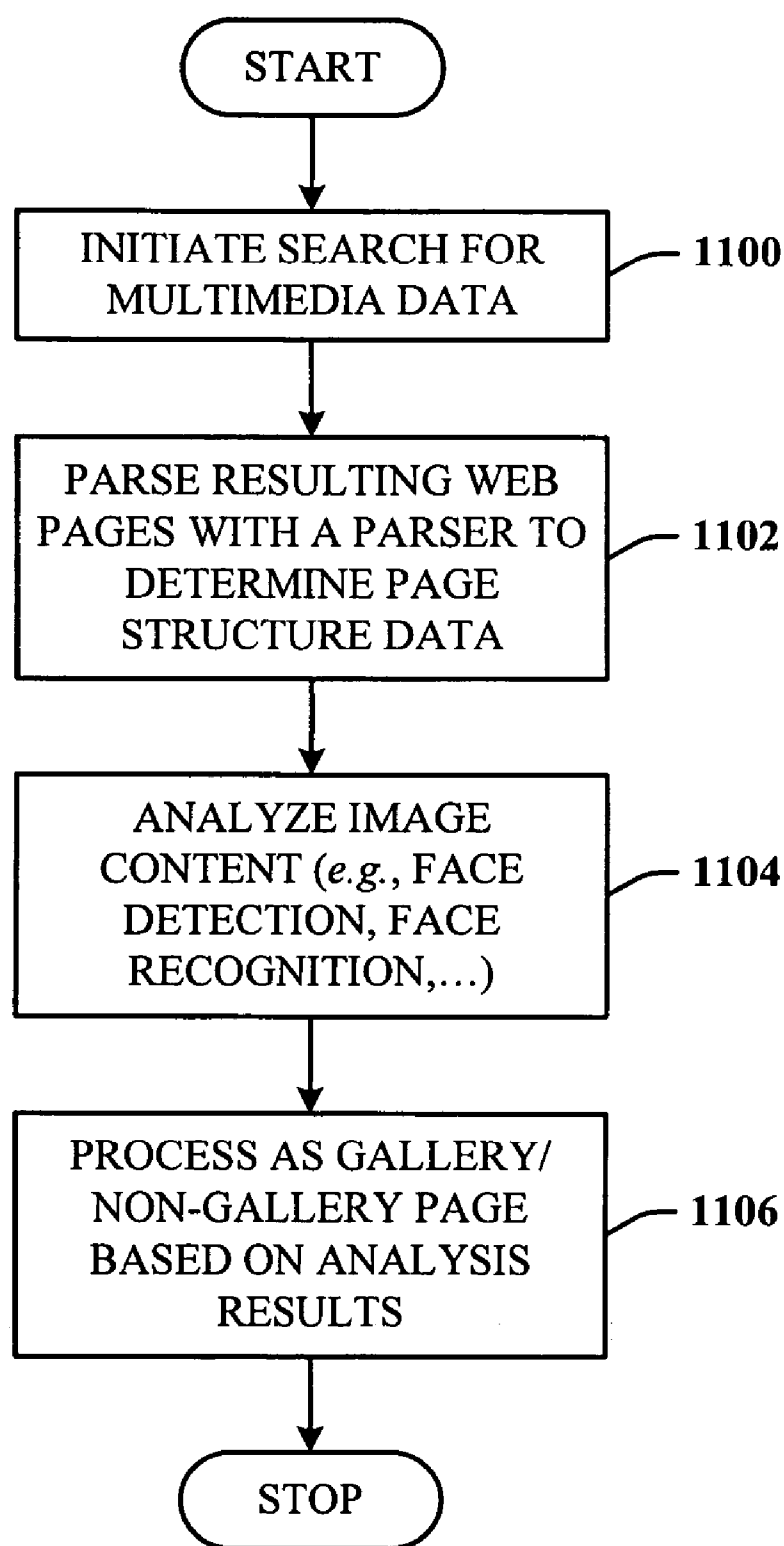 START
INITIATE SEARCH FOR
MULTIMEDIA DATA
1100
PARSE RESULTING WEB
PAGES WITH A PARSER TO
DETERMINE PAGE
STRUCTURE DATA
1102
ANALYZE IMAGE
CONTENT (e.g., FACE
DETECTION, FACE
RECOGNITION,…)
1104
PROCESS AS GALLERY/
NON-GALLERY PAGE
BASED ON ANALYSIS
RESULTS
1106
STOP